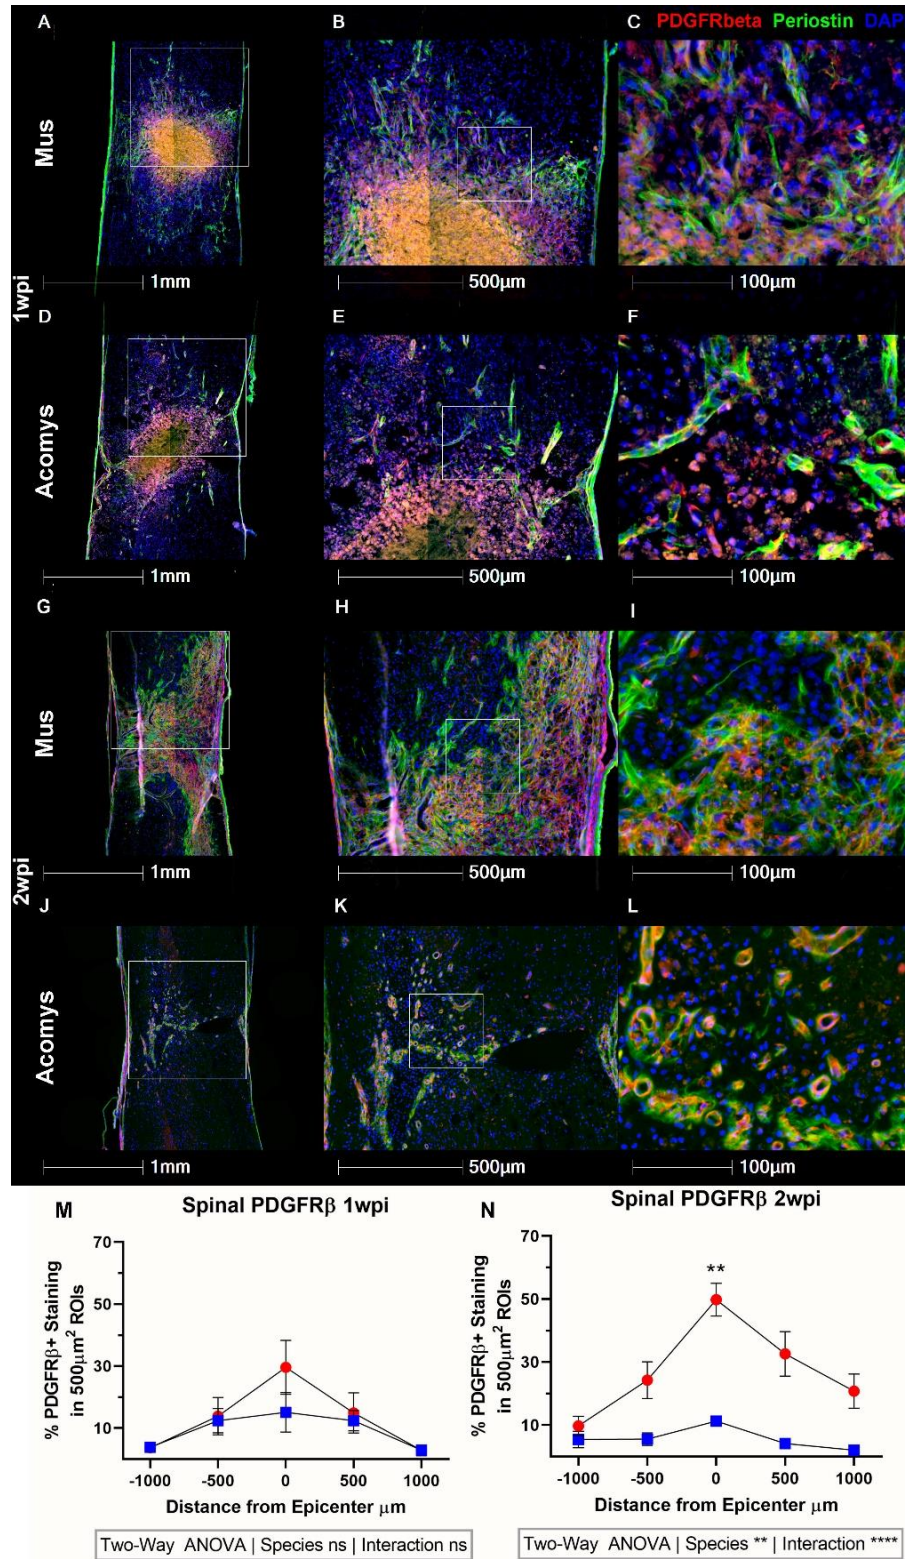 A
B
C
PDGFRbeta Periostin DAPI
Mus
1mm
500µm
100µm
1wpi
D
E
F
Acomys
1mm
500µm
100µm
G
H
I
Mus
1mm
500µm
100µm
2wpi
J
K
L
Acomys
1mm
500µm
100µm
M
Spinal PDGFRβ 1wpi
% PDGFRβ+ Staining
in 500µm² ROIs
70
50
30
10
-1000 -500 0 500 1000
Distance from Epicenter µm
Two-Way ANOVA | Species ns | Interaction ns
N
Spinal PDGFRβ 2wpi
% PDGFRβ+ Staining
in 500µm² ROIs
70
50
30
10
**
-1000 -500 0 500 1000
Distance from Epicenter µm
Two-Way ANOVA | Species ** | Interaction ****